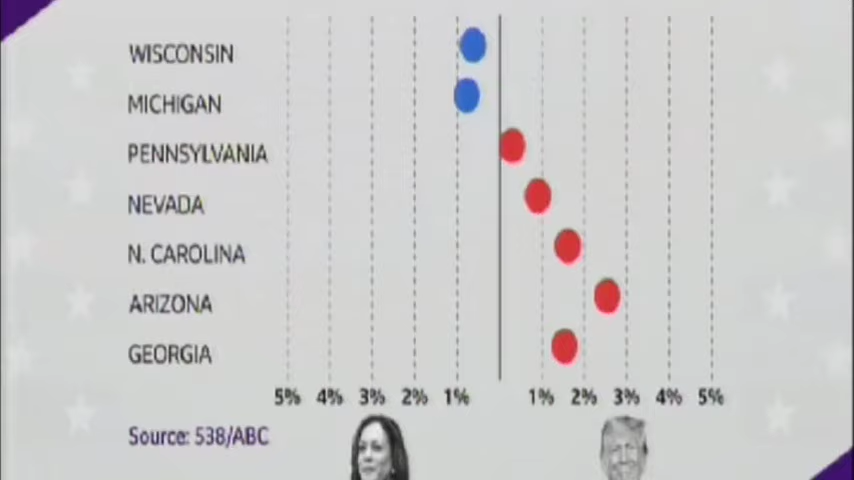 WISCONSIN
MICHIGAN
PENNSYLVANIA
NEVADA
N. CAROLINA
ARIZONA
GEORGIA
5% 4% 3% 2% 1% 1% 2% 3% 4% 5%
Source: 538/ABC